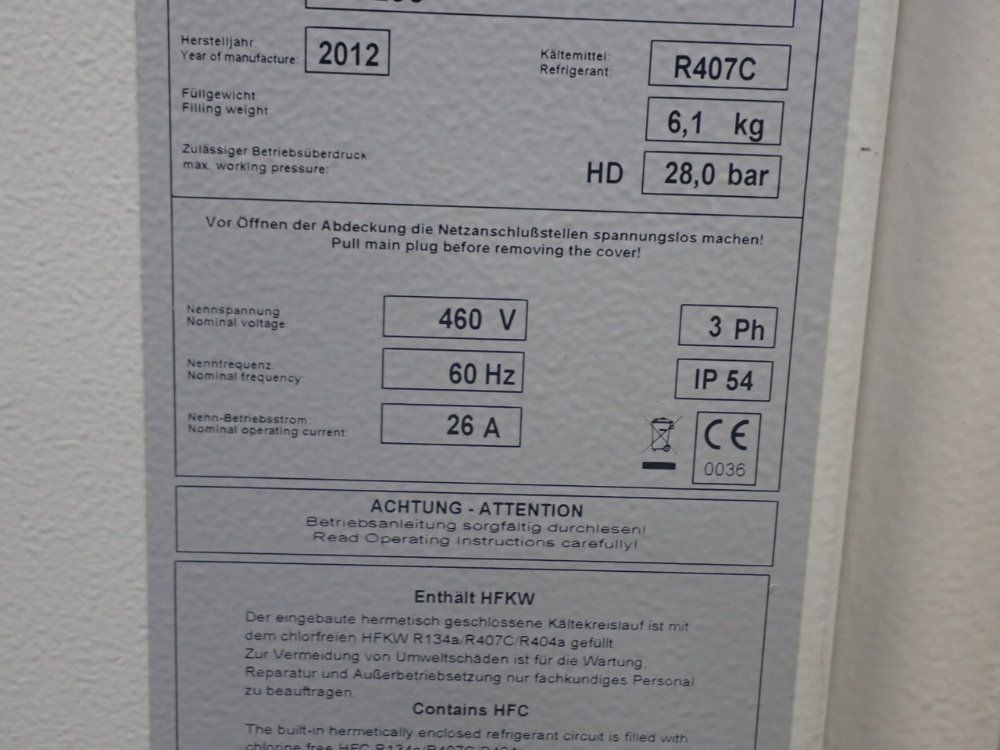 Herstelljahr:
Year of manufacture: 2012
Kältemittel:
Refrigerant: R407C
Füllgewicht
Filling weight
6,1 kg
Zulässiger Betriebsüberdruck:
max. working pressure:
HD 28,0 bar
Vor Öffnen der Abdeckung die Netzanschlußstellen spannungslos machen!
Pull main plug before removing the cover!
Nennspannung
Nominal voltage
460 V
3 Ph
Nennfrequenz
Nominal frequency:
60 Hz
IP 54
Nenn-Betriebsstrom
Nominal operating current:
26 A
CE
0036
ACHTUNG - ATTENTION
Betriebsanleitung sorgfältig durchlesen!
Read Operating Instructions carefully!
Enthält HFKW
Der eingebaute hermetisch geschlossene Kältekreislauf ist mit
dem chlorfreien HFKW R134a/R407C/R404a gefüllt.
Zur Vermeidung von Umweltschäden ist für die Wartung,
Reparatur und Außerbetriebsetzung nur fachkundiges Personal
zu beauftragen.
Contains HFC
The built-in hermetically enclosed refrigerant circuit is filled with
chlorine free HFC